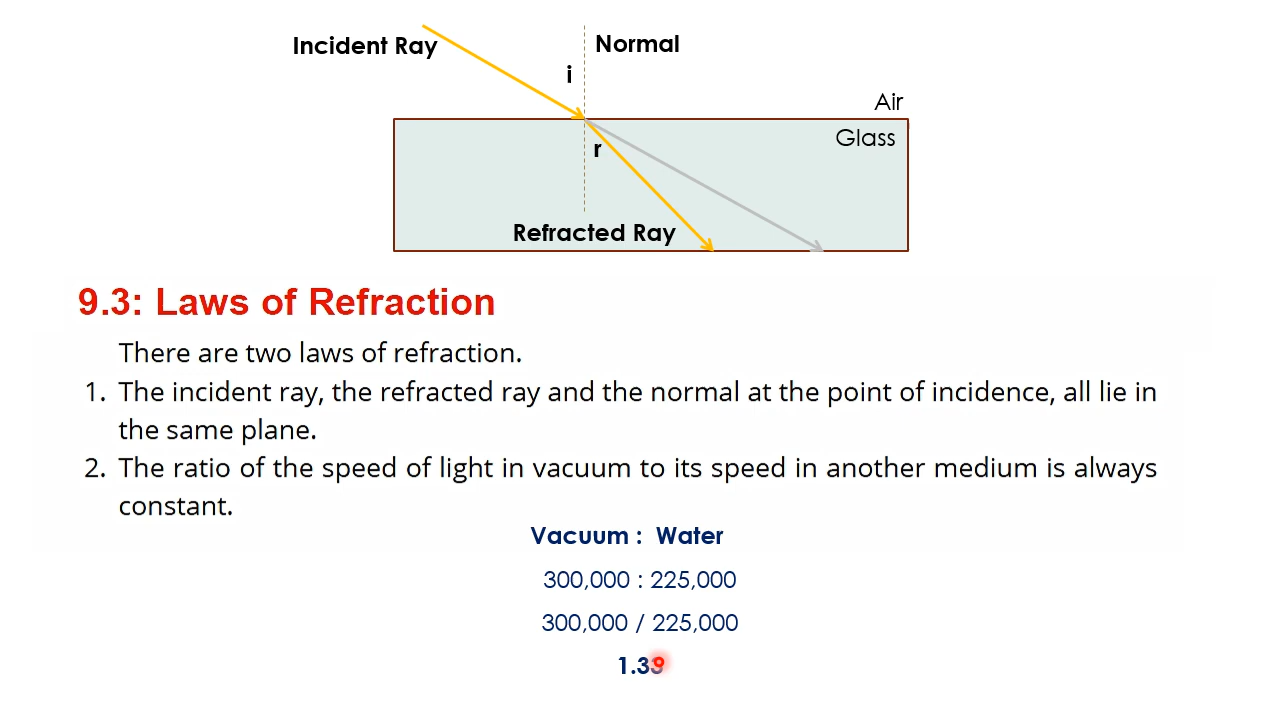 Incident Ray
Normal
i
Air
Glass
r
Refracted Ray
9.3: Laws of Refraction
There are two laws of refraction.
1. The incident ray, the refracted ray and the normal at the point of incidence, all lie in
the same plane.
2. The ratio of the speed of light in vacuum to its speed in another medium is always
constant.
Vacuum : Water
300,000 : 225,000
300,000 / 225,000
1.33